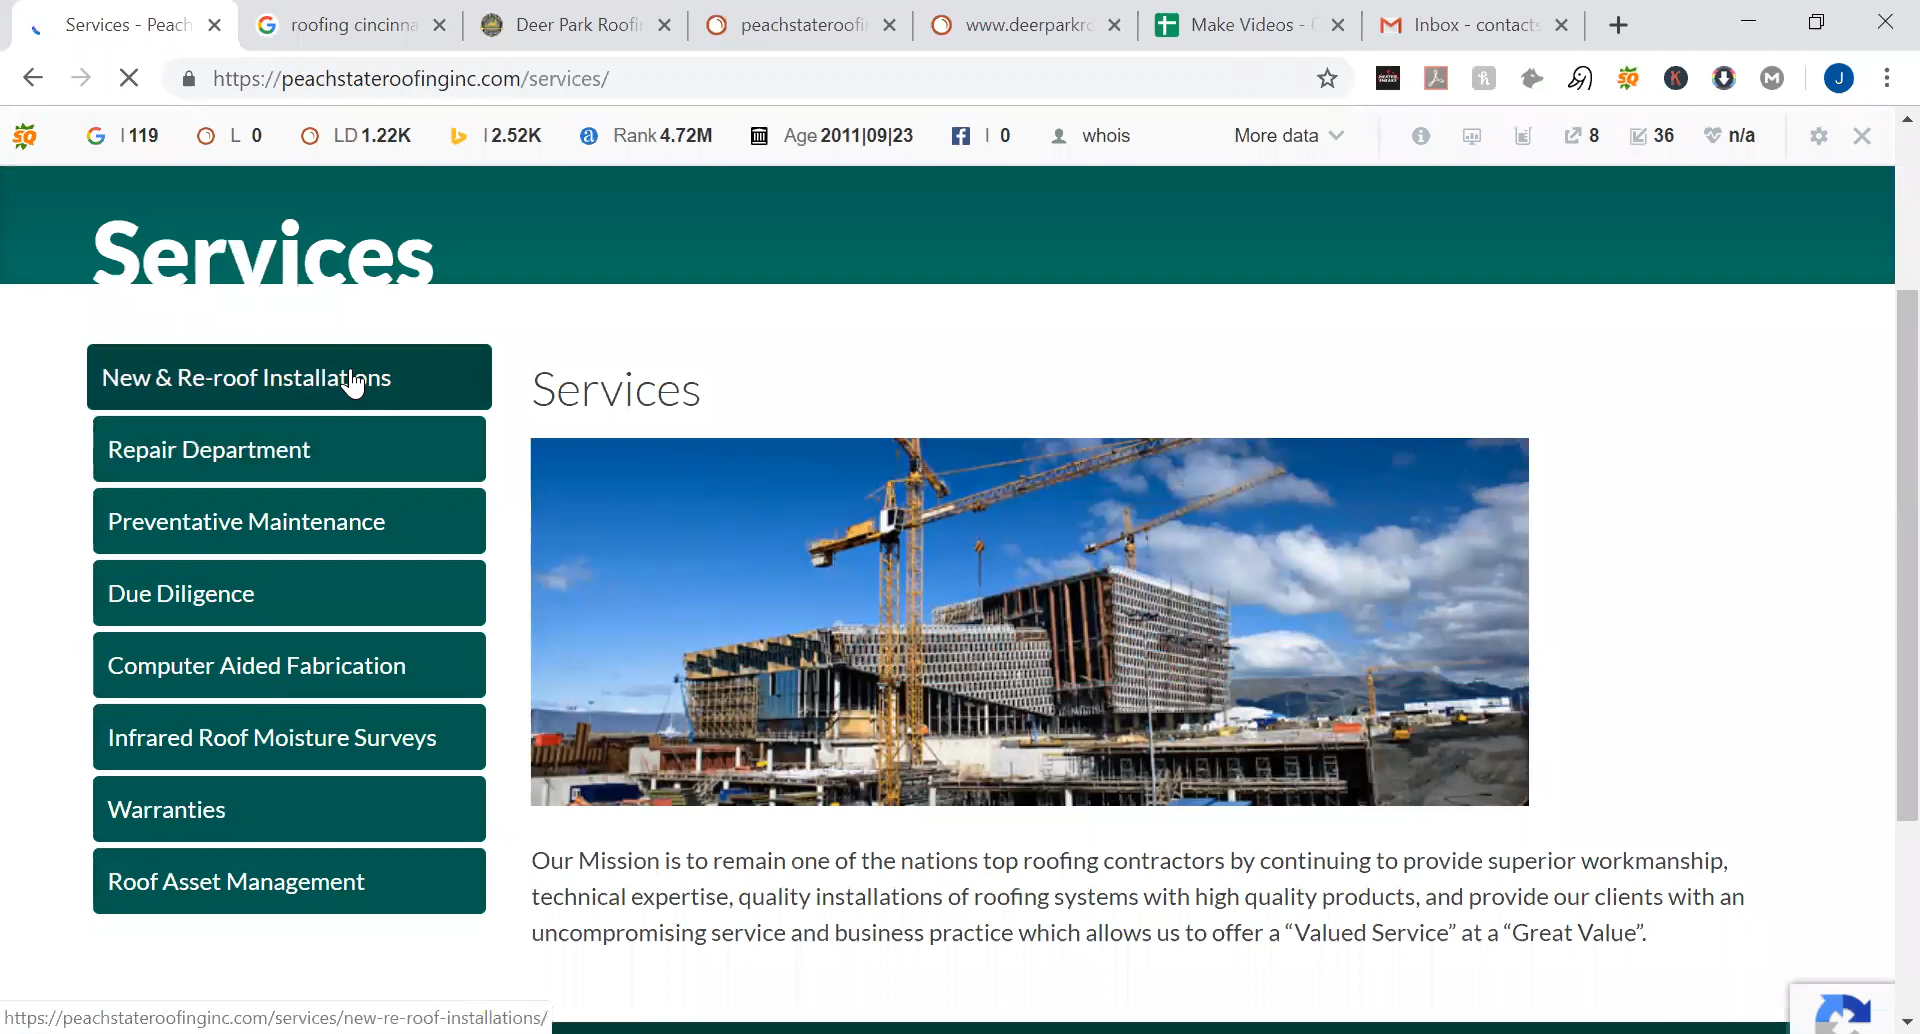 Services - Peach
roofing cincinna
Deer Park Roofi
peachstateroofi
www.deerparkro
Make Videos -
Inbox - contacts
https://peachstateroofinginc.com/services/
J
SQ
I 119
L 0
LD 1.22K
I 2.52K
Rank 4.72M
Age 2011|09|23
I 0
whois
More data
8
36
n/a
Services
New & Re-roof Installations
Repair Department
Preventative Maintenance
Due Diligence
Computer Aided Fabrication
Infrared Roof Moisture Surveys
Warranties
Roof Asset Management
Services
Our Mission is to remain one of the nations top roofing contractors by continuing to provide superior workmanship,
technical expertise, quality installations of roofing systems with high quality products, and provide our clients with an
uncompromising service and business practice which allows us to offer a “Valued Service” at a “Great Value”.
https://peachstateroofinginc.com/services/new-re-roof-installations/